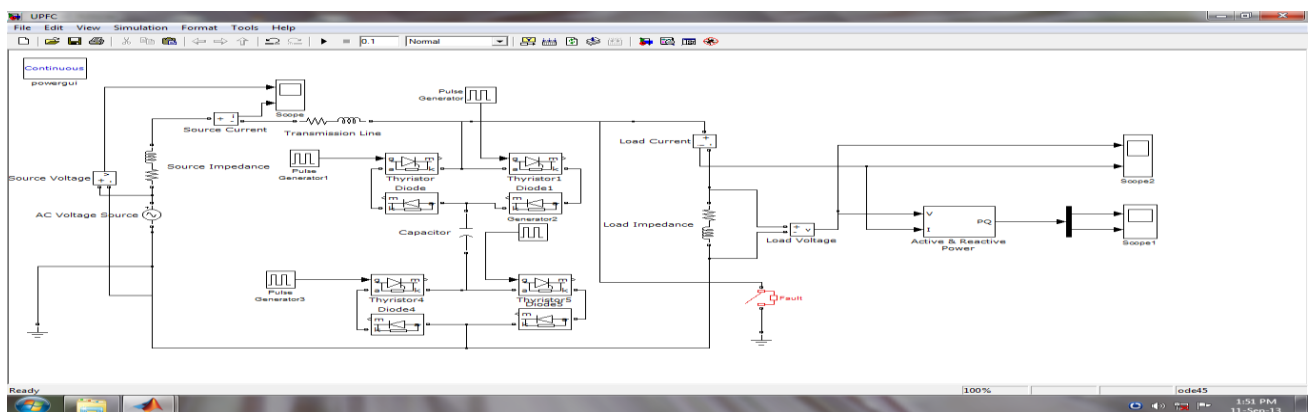 UPFC
File Edit View Simulation Format Tools Help
0.1 Normal
Continuous
powergui
Scope
Source Current
Transmission Line
Pulse
Generator
Source Impedance
Source Voltage
AC Voltage Source
Pulse
Generator1
g m
a k
Thyristor
Diode
m a
k
g m
a k
Thyristor1
Diode1
m a
k
Capacitor
Generator2
Pulse
Generator3
g m
a k
Thyristor4
Diode4
m a
k
g m
a k
Thyristor5
Diode5
m a
k
Load Current
Load Impedance
Load Voltage
V
I
PQ
Active & Reactive
Power
Scope2
Scope1
Fault
Ready 100% ode45
1:51 PM
11-Sep-13